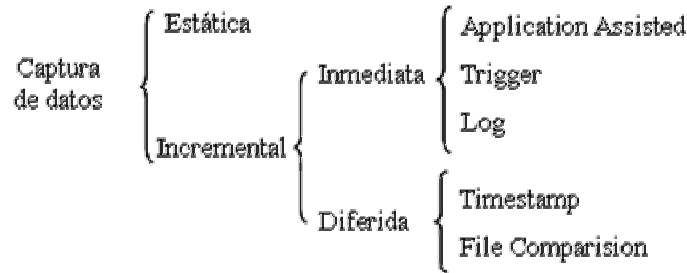 Captura
de datos
Estática
Incremental
Inmediata
Application Assisted
Trigger
Log
Diferida
Timestamp
File Comparision